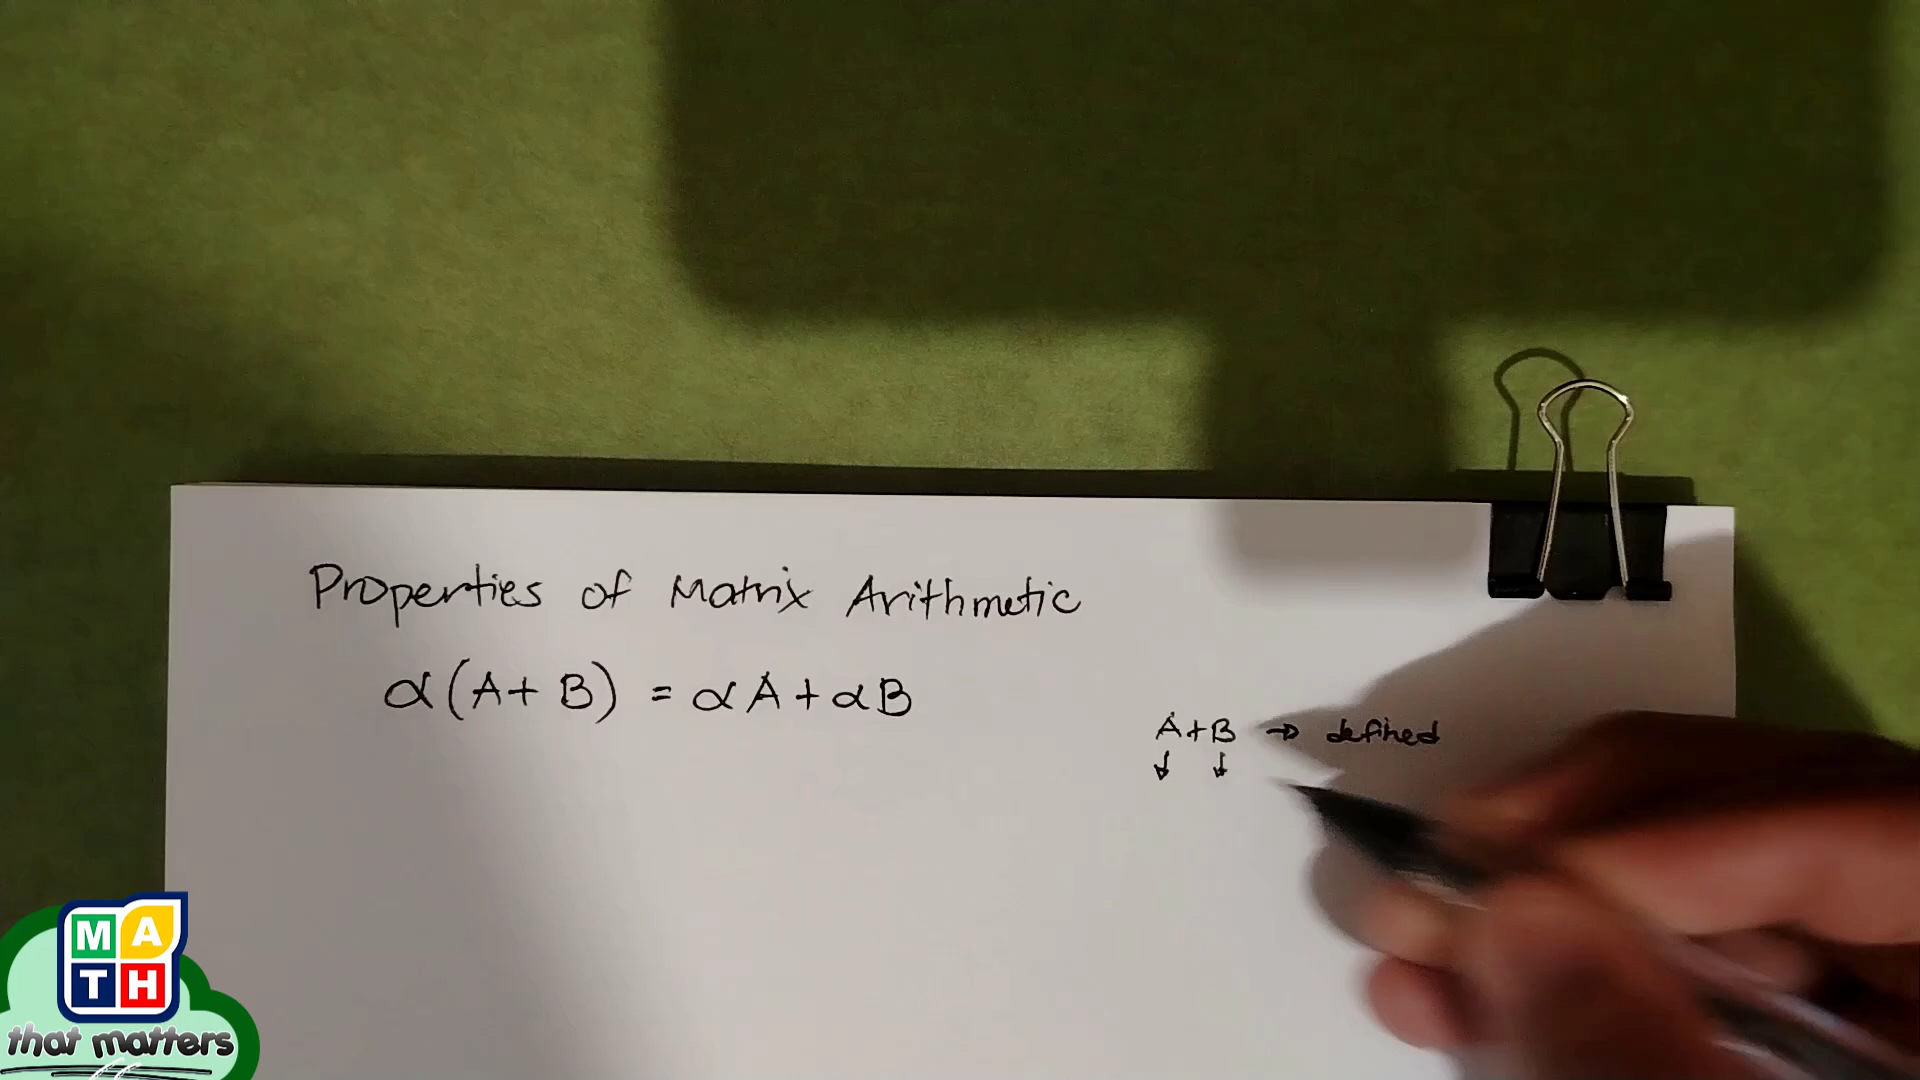 Properties of Matrix Arithmetic
α(A+B) = αA+αB
A+B → defined
↓ ↓
MATH
that matters